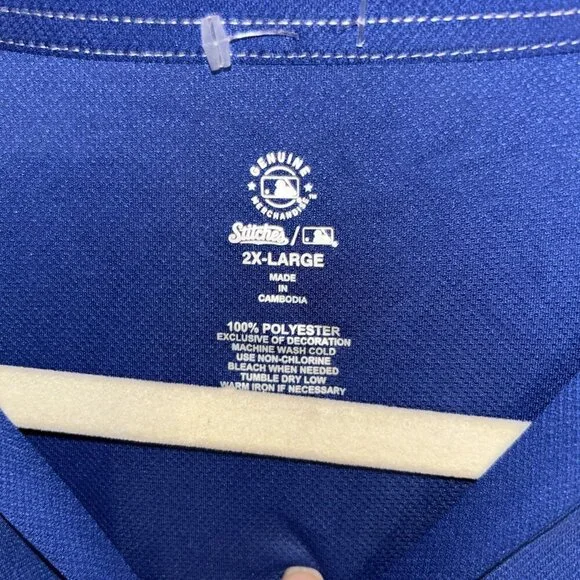 GENUINE
MERCHANDISE
Stitches /
2X-LARGE
MADE
IN
CAMBODIA
100% POLYESTER
EXCLUSIVE OF DECORATION
MACHINE WASH COLD
USE NON-CHLORINE
BLEACH WHEN NEEDED
TUMBLE DRY LOW
WARM IRON IF NECESSARY